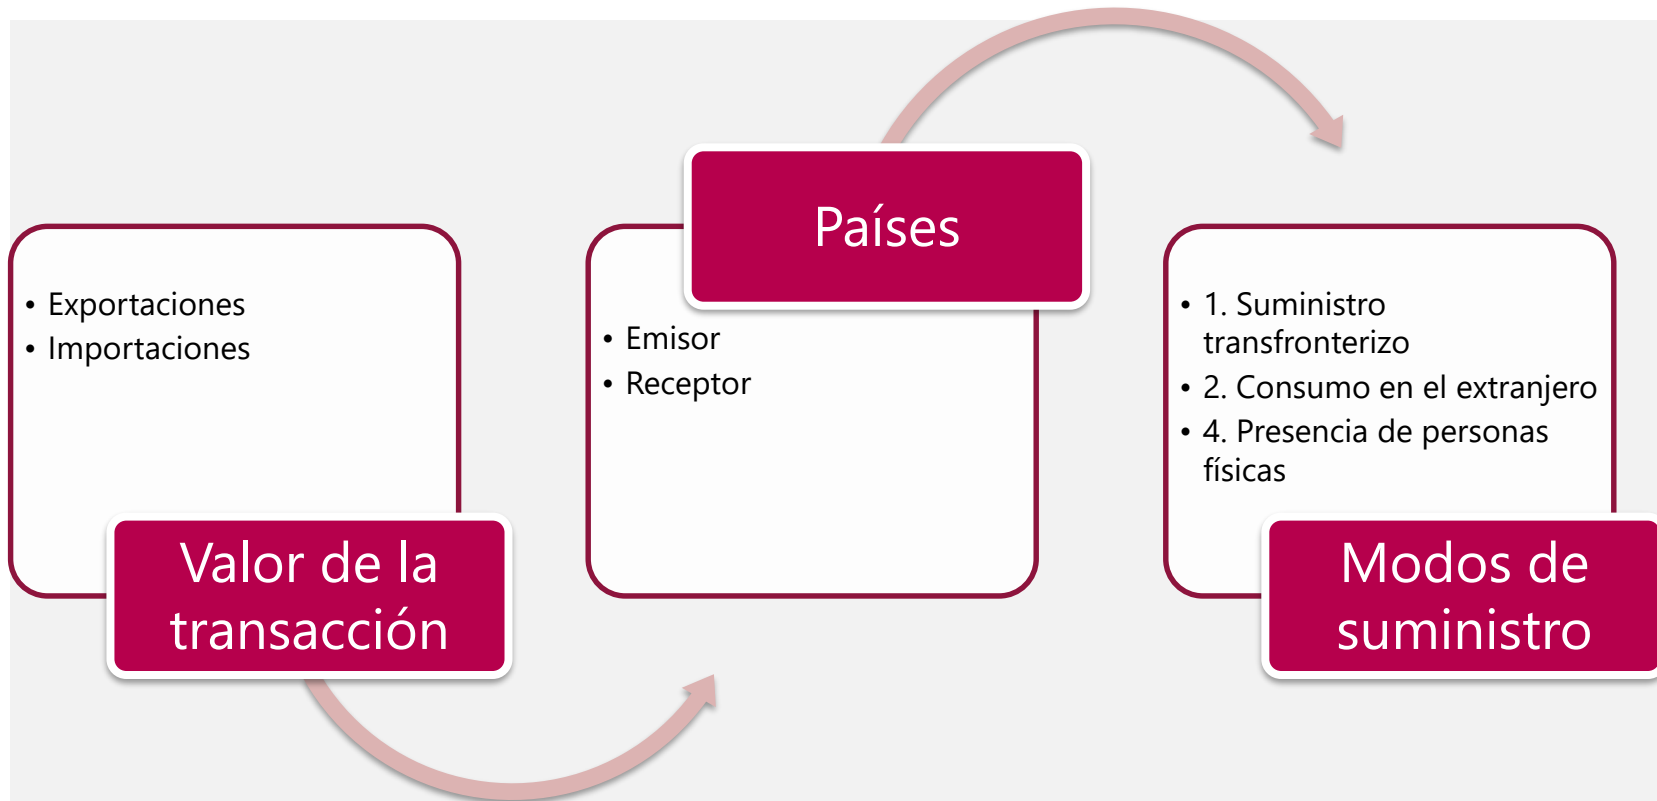 • Exportaciones
• Importaciones
Valor de la
transacción
Países
• Emisor
• Receptor
• 1. Suministro
transfronterizo
• 2. Consumo en el extranjero
• 4. Presencia de personas
físicas
Modos de
suministro